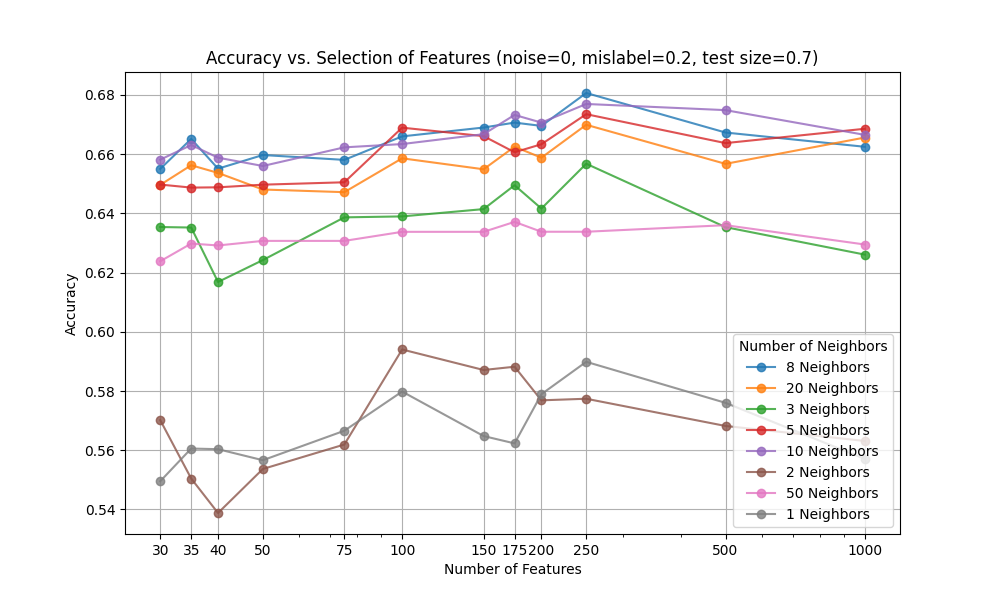 Accuracy vs. Selection of Features (noise=0, mislabel=0.2, test size=0.7)
0.68
0.66
0.64
0.62
0.60
0.58
0.56
0.54
Accuracy
Number of Neighbors
8 Neighbors
20 Neighbors
3 Neighbors
5 Neighbors
10 Neighbors
2 Neighbors
50 Neighbors
1 Neighbors
30 35 40 50 75 100 150 175 200 250 500 1000
Number of Features